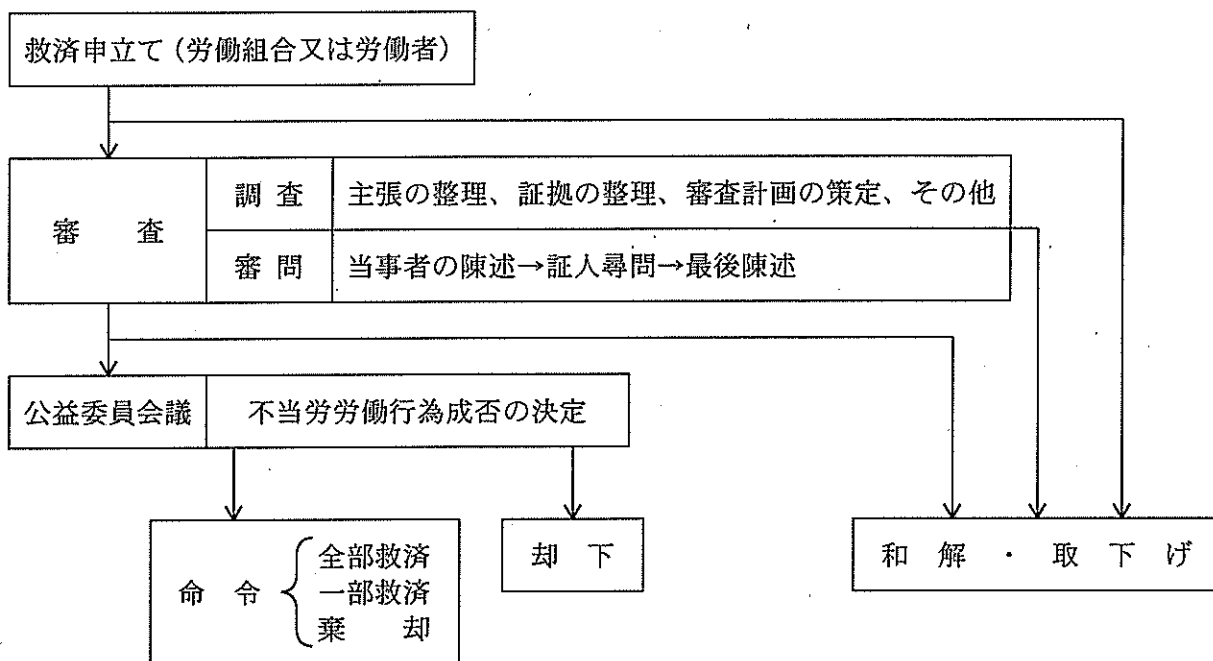 救済申立て（労働組合又は労働者）
審　査
調 査
主張の整理、証拠の整理、審査計画の策定、その他
審 問
当事者の陳述→証人尋問→最後陳述
公益委員会議
不当労労働行為成否の決定
命 令
全部救済
一部救済
棄　却
却 下
和 解 ・ 取 下 げ